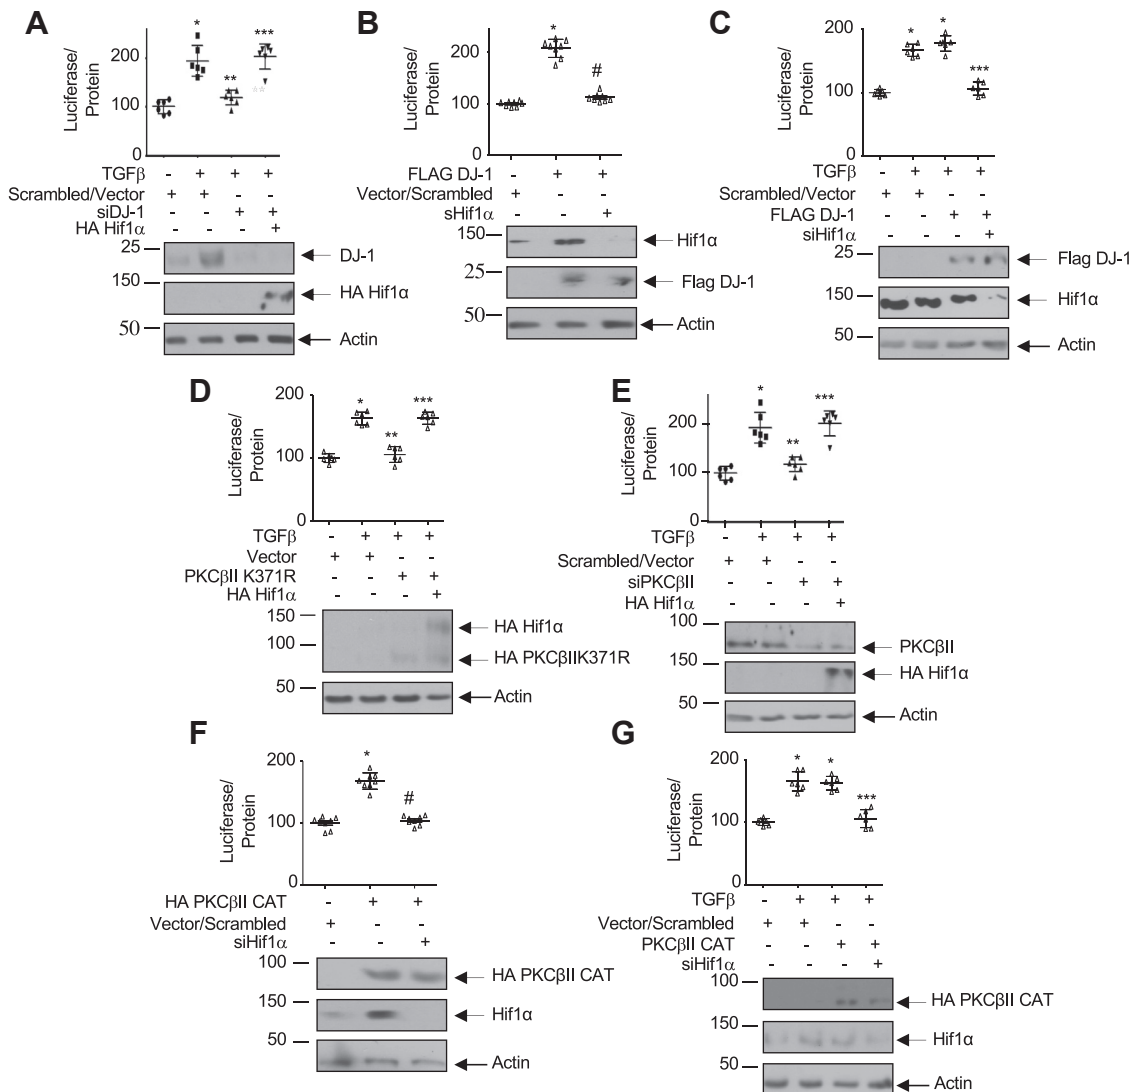 A
Luciferase/
Protein
200
100
0
* ** ***
☆☆
TGFβ - + + +
Scrambled/Vector + + - -
siDJ-1 - - + +
HA Hif1α - - - +
25 DJ-1
150 HA Hif1α
50 Actin
B
Luciferase/
Protein
200
100
0
* #
FLAG DJ-1 - + +
Vector/Scrambled + - -
sHif1α - - +
150 Hif1α
25 Flag DJ-1
50 Actin
C
Luciferase/
Protein
200
100
0
* * ***
TGFβ - + + +
Scrambled/Vector + + - -
FLAG DJ-1 - - + +
siHif1α - - - +
25 Flag DJ-1
150 Hif1α
50 Actin
D
Luciferase/
Protein
200
100
0
* ** ***
TGFβ - + + +
Vector + + - -
PKCβII K371R - - + +
HA Hif1α - - - +
150 HA Hif1α
100 HA PKCβIIK371R
50 Actin
E
Luciferase/
Protein
200
100
0
* ** ***
TGFβ - + + +
Scrambled/Vector + + - -
siPKCβII - - + +
HA Hif1α - - - +
100 PKCβII
150 HA Hif1α
50 Actin
F
Luciferase/
Protein
200
100
0
* #
HA PKCβII CAT - + +
Vector/Scrambled + - -
siHif1α - - +
100 HA PKCβII CAT
150 Hif1α
50 Actin
G
Luciferase/
Protein
200
100
0
* * ***
TGFβ - + + +
Vector/Scrambled + + - -
PKCβII CAT - - + +
siHif1α - - - +
100 HA PKCβII CAT
150 Hif1α
50 Actin